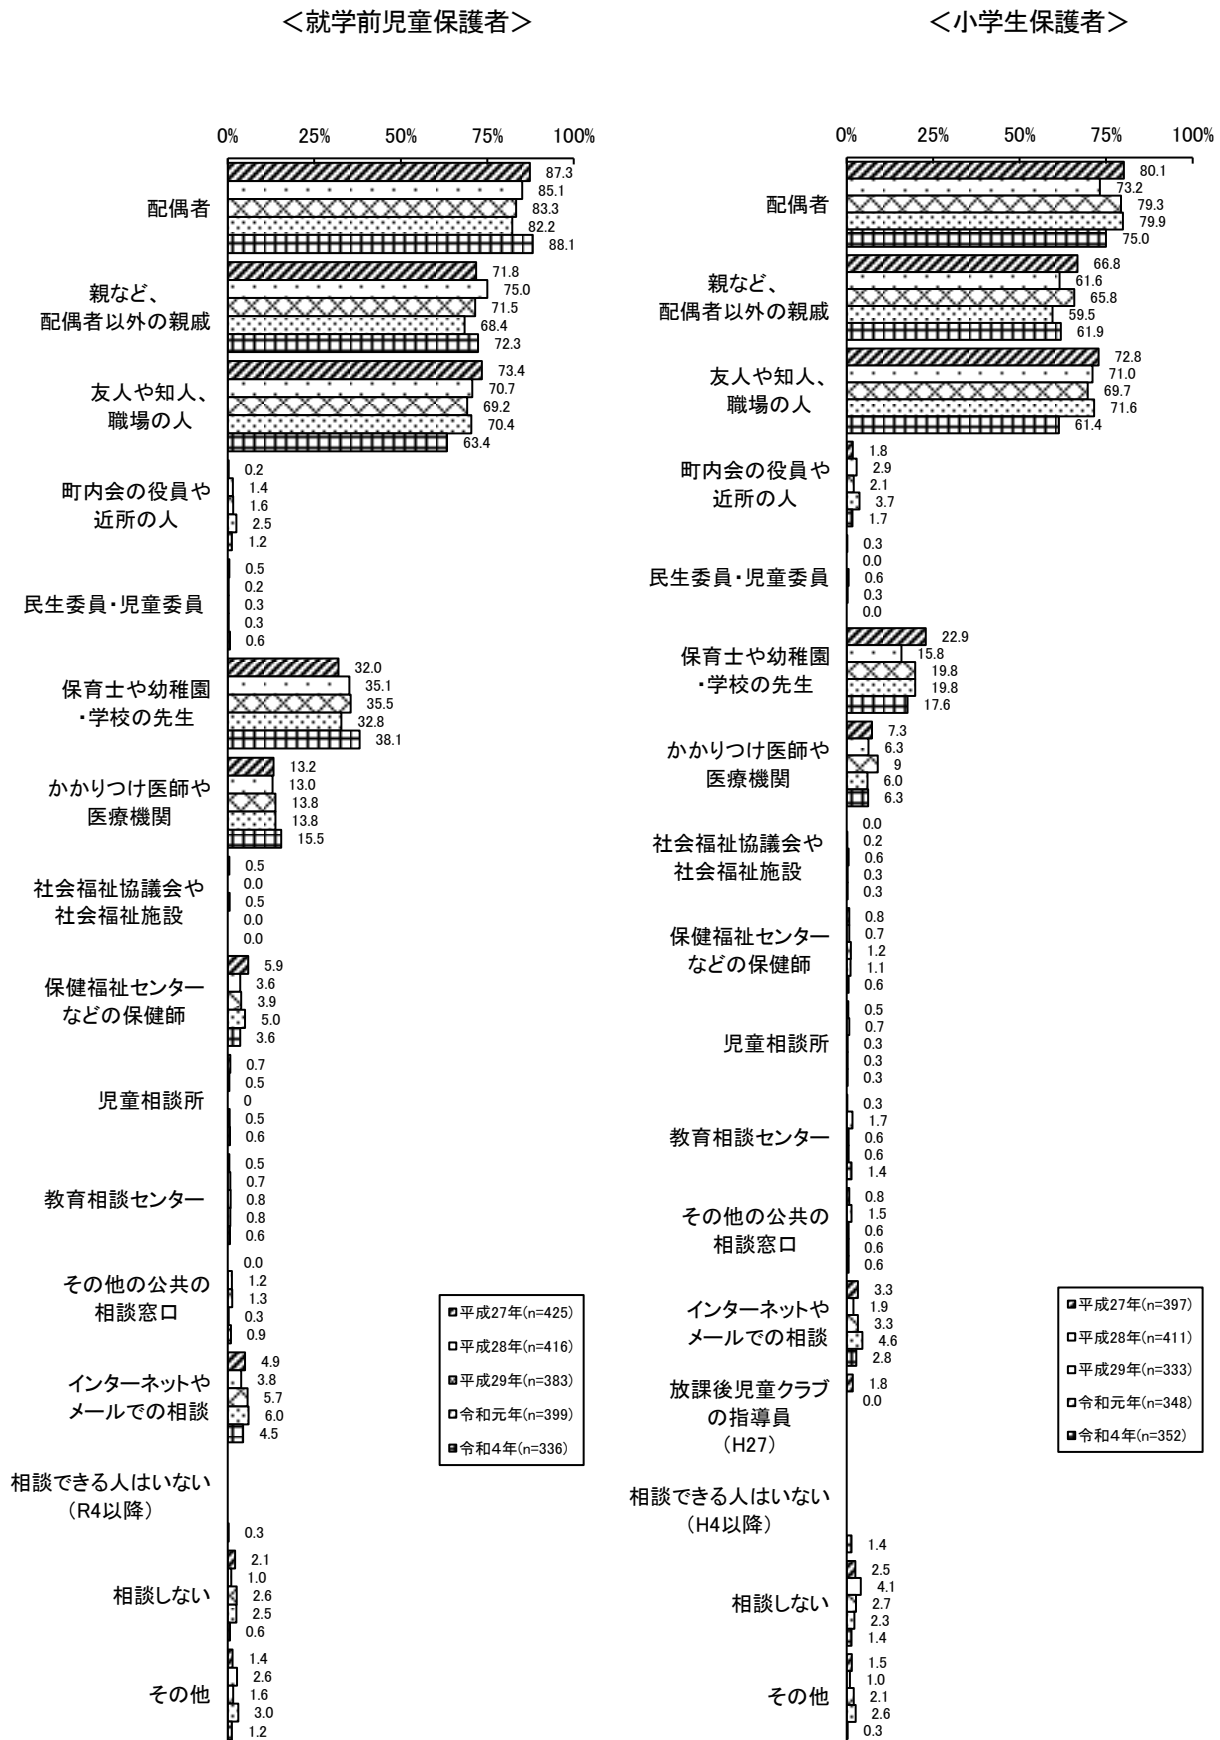 ＜就学前児童保護者＞
0% 25% 50% 75% 100%
配偶者
87.3
85.1
83.3
82.2
88.1
親など、
配偶者以外の親戚
71.8
75.0
71.5
68.4
72.3
友人や知人、
職場の人
73.4
70.7
69.2
70.4
63.4
町内会の役員や
近所の人
0.2
1.4
1.6
2.5
1.2
民生委員・児童委員
0.5
0.2
0.3
0.3
0.6
保育士や幼稚園
・学校の先生
32.0
35.1
35.5
32.8
38.1
かかりつけ医師や
医療機関
13.2
13.0
13.8
13.8
15.5
社会福祉協議会や
社会福祉施設
0.5
0.0
0.5
0.0
0.0
保健福祉センター
などの保健師
5.9
3.6
3.9
5.0
3.6
児童相談所
0.7
0.5
0
0.5
0.6
教育相談センター
0.5
0.7
0.8
0.8
0.6
その他の公共の
相談窓口
0.0
1.2
1.3
0.3
0.9
インターネットや
メールでの相談
4.9
3.8
5.7
6.0
4.5
相談できる人はいない
（R4以降）
0.3
相談しない
2.1
1.0
2.6
2.5
0.6
その他
1.4
2.6
1.6
3.0
1.2
平成27年(n=425)
平成28年(n=416)
平成29年(n=383)
令和元年(n=399)
令和４年(n=336)
＜小学生保護者＞
0% 25% 50% 75% 100%
配偶者
80.1
73.2
79.3
79.9
75.0
親など、
配偶者以外の親戚
66.8
61.6
65.8
59.5
61.9
友人や知人、
職場の人
72.8
71.0
69.7
71.6
61.4
町内会の役員や
近所の人
1.8
2.9
2.1
3.7
1.7
民生委員・児童委員
0.3
0.0
0.6
0.3
0.0
保育士や幼稚園
・学校の先生
22.9
15.8
19.8
19.8
17.6
かかりつけ医師や
医療機関
7.3
6.3
9
6.0
6.3
社会福祉協議会や
社会福祉施設
0.0
0.2
0.6
0.3
0.3
保健福祉センター
などの保健師
0.8
0.7
1.2
1.1
0.6
児童相談所
0.5
0.7
0.3
0.3
0.3
教育相談センター
0.3
1.7
0.6
0.6
1.4
その他の公共の
相談窓口
0.8
1.5
0.6
0.6
0.6
インターネットや
メールでの相談
3.3
1.9
3.3
4.6
2.8
放課後児童クラブ
の指導員
（H27）
1.8
0.0
相談できる人はいない
（H4以降）
1.4
相談しない
2.5
4.1
2.7
2.3
1.4
その他
1.5
1.0
2.1
2.6
0.3
平成27年(n=397)
平成28年(n=411)
平成29年(n=333)
令和元年(n=348)
令和４年(n=352)